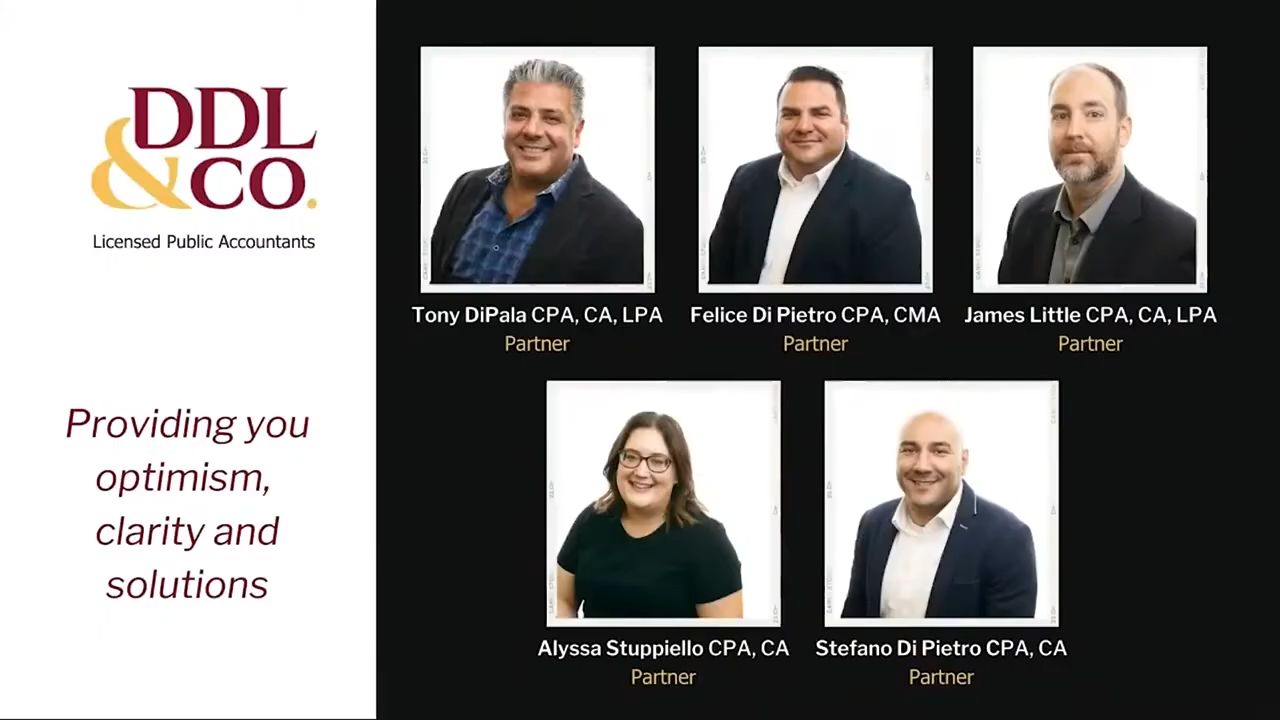 DDL
& CO.
Licensed Public Accountants
Providing you
optimism,
clarity and
solutions
Tony DiPala CPA, CA, LPA
Partner
Felice Di Pietro CPA, CMA
Partner
James Little CPA, CA, LPA
Partner
Alyssa Stuppiello CPA, CA
Partner
Stefano Di Pietro CPA, CA
Partner